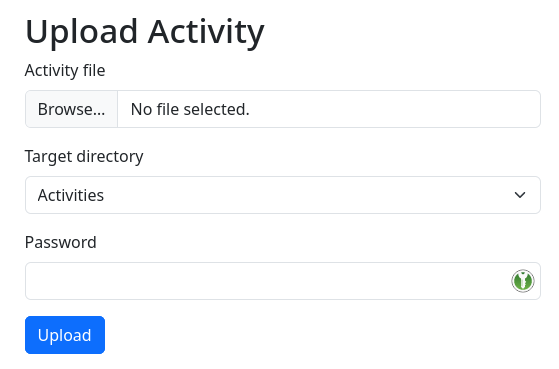 Upload Activity
Activity file
Browse... No file selected.
Target directory
Activities
Password
Upload